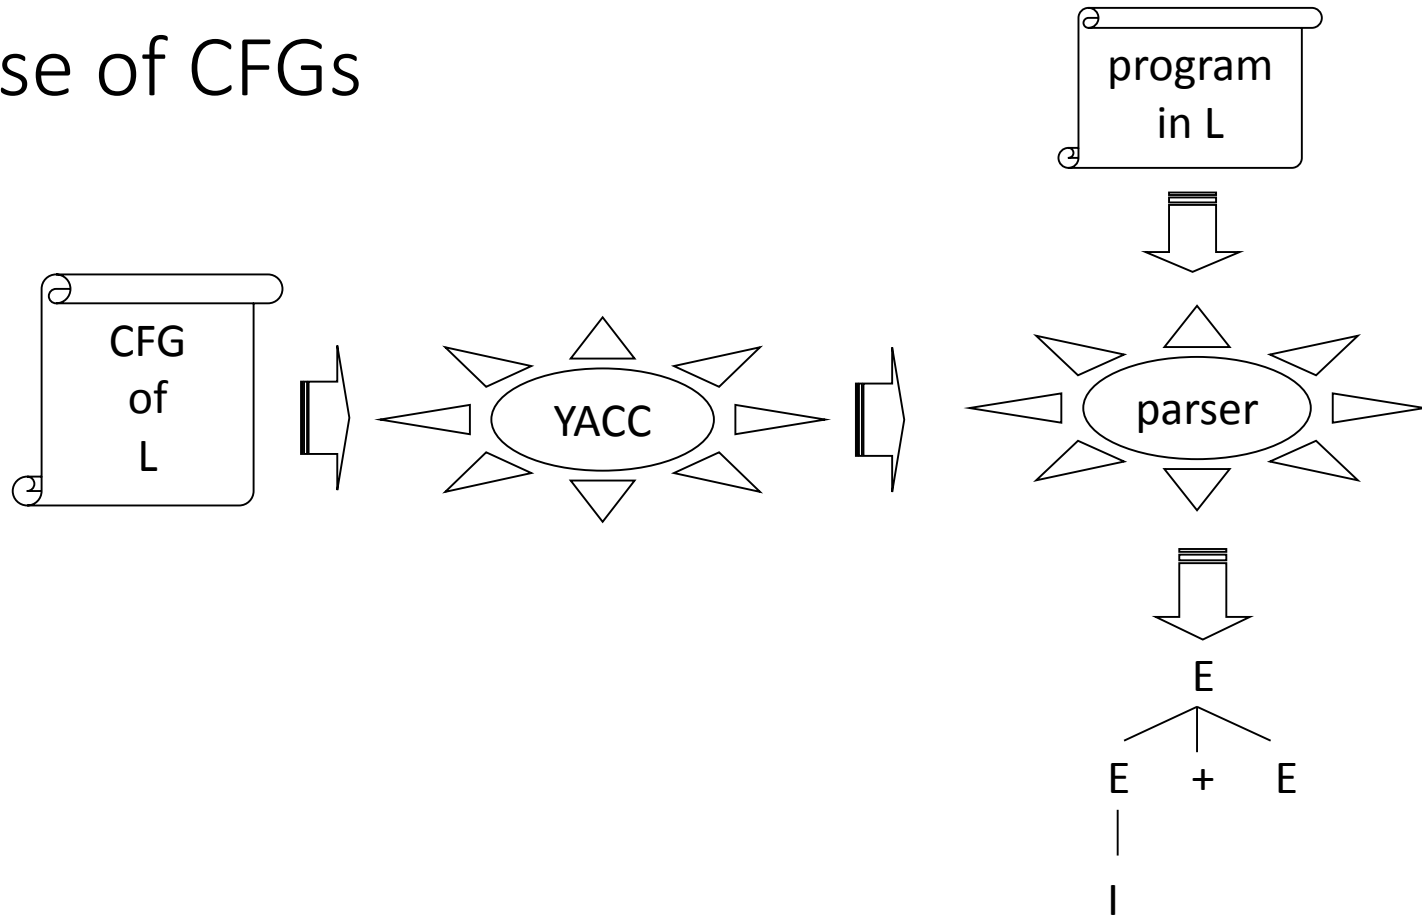 se of CFGs
program
in L
CFG
of
L
YACC
parser
E
E + E
I